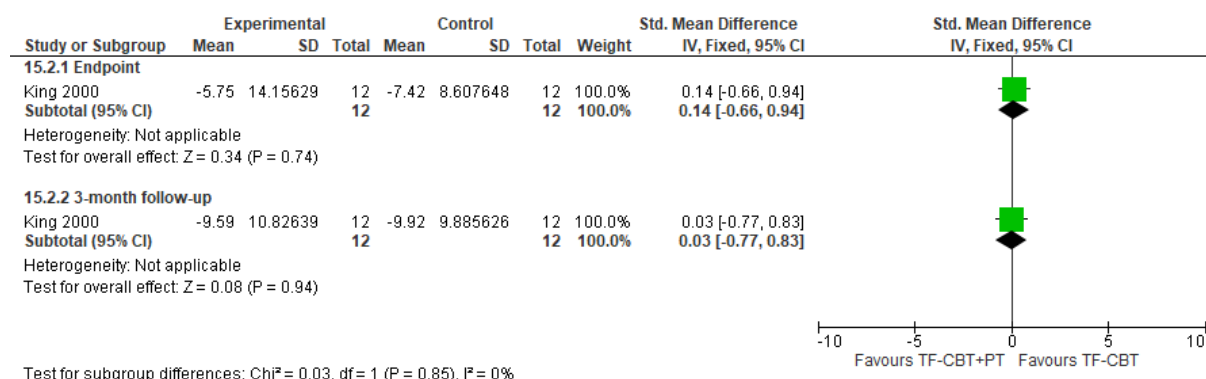 Experimental Control Std. Mean Difference Std. Mean Difference
Study or Subgroup Mean SD Total Mean SD Total Weight IV, Fixed, 95% CI IV, Fixed, 95% CI
15.2.1 Endpoint
King 2000 -5.75 14.15629 12 -7.42 8.607648 12 100.0% 0.14 [-0.66, 0.94]
Subtotal (95% CI) 12 12 100.0% 0.14 [-0.66, 0.94]
Heterogeneity: Not applicable
Test for overall effect: Z = 0.34 (P = 0.74)
15.2.2 3-month follow-up
King 2000 -9.59 10.82639 12 -9.92 9.885626 12 100.0% 0.03 [-0.77, 0.83]
Subtotal (95% CI) 12 12 100.0% 0.03 [-0.77, 0.83]
Heterogeneity: Not applicable
Test for overall effect: Z = 0.08 (P = 0.94)
-10 -5 0 5 10
Favours TF-CBT+PT Favours TF-CBT
Test for subgroup differences: Chi² = 0.03, df = 1 (P = 0.85), I² = 0%